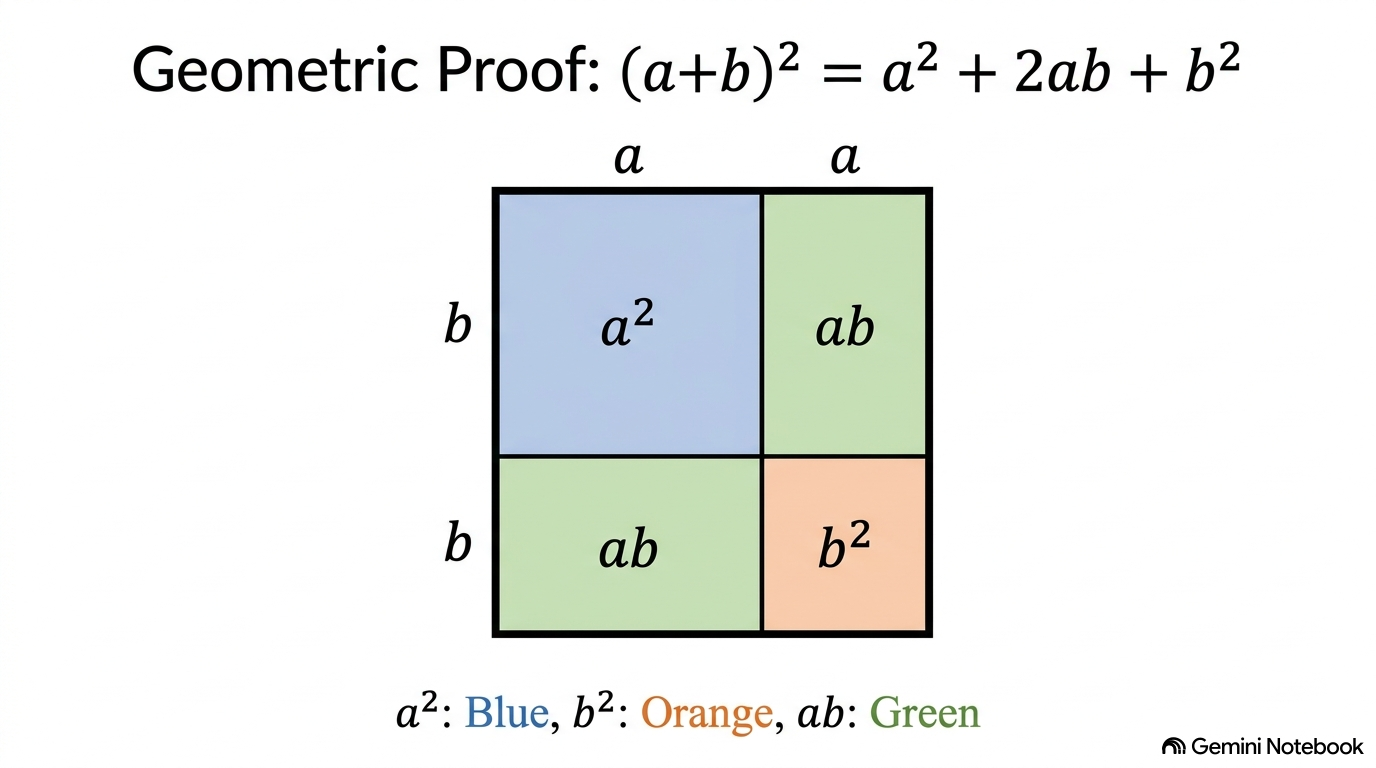 Geometric Proof: (a+b)² = a² + 2ab + b²
a a
b a² ab
b ab b²
a²: Blue, b²: Orange, ab: Green
Gemini Notebook